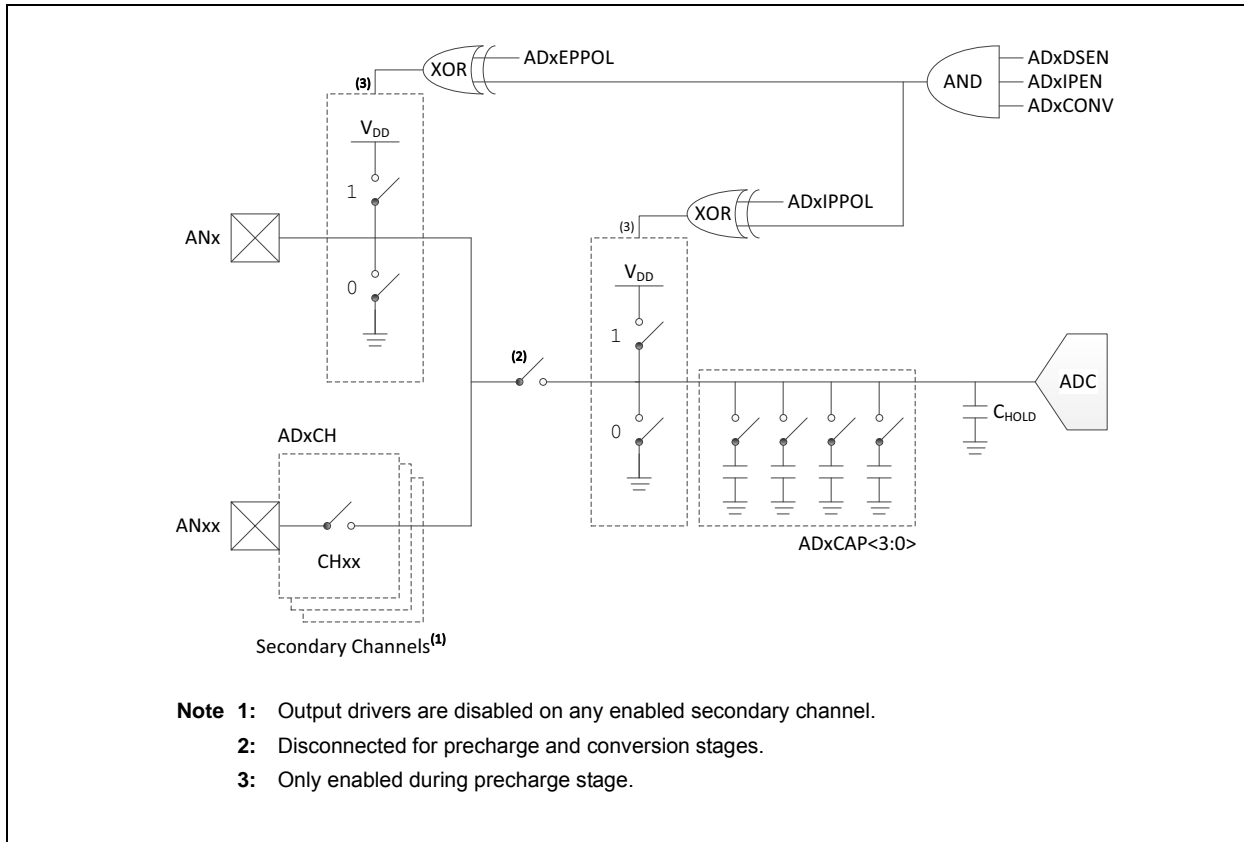 XOR
ADxEPPOL
AND
ADxDSEN
ADxIPEN
ADxCONV
(3)
VDD
1
0
ANx
XOR
ADxIPPOL
(3)
VDD
1
0
(2)
ADC
CHOLD
ADxCAP<3:0>
ADxCH
ANxx
CHxx
Secondary Channels(1)
Note 1: Output drivers are disabled on any enabled secondary channel.
2: Disconnected for precharge and conversion stages.
3: Only enabled during precharge stage.